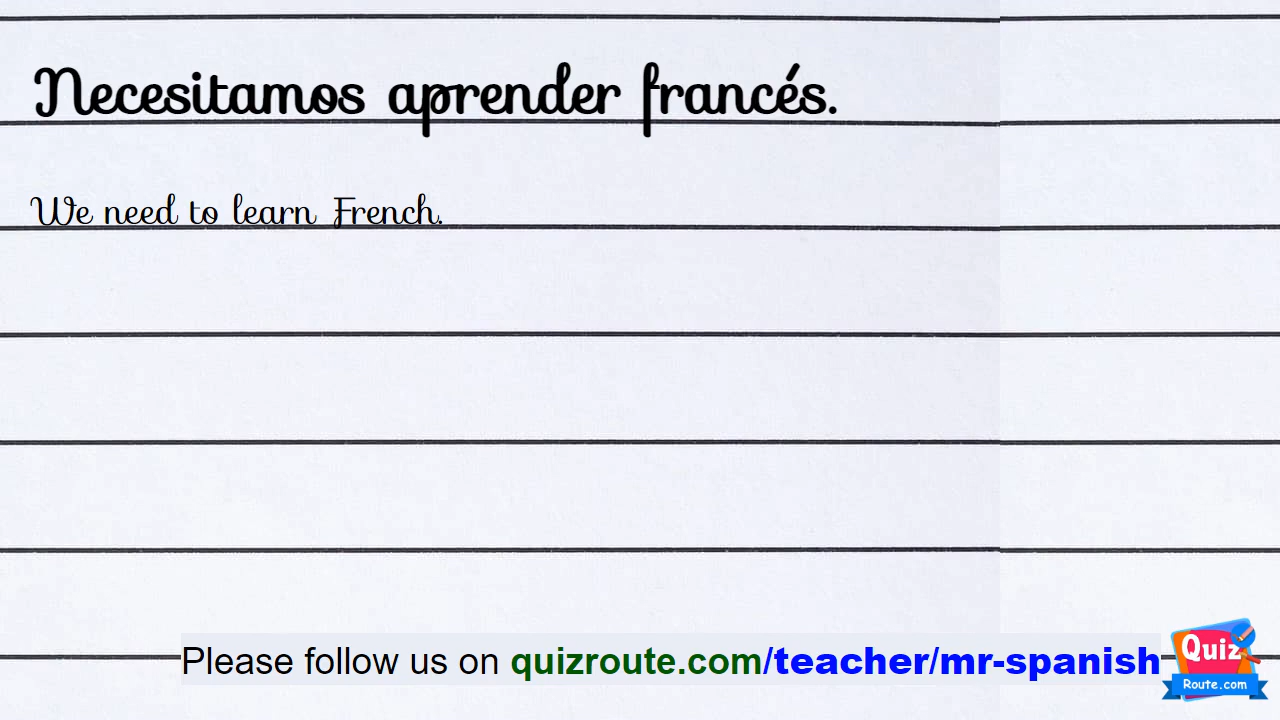 Necesitamos aprender francés.
We need to learn French.
Please follow us on quizroute.com/teacher/mr-spanish
Quiz
Route.com